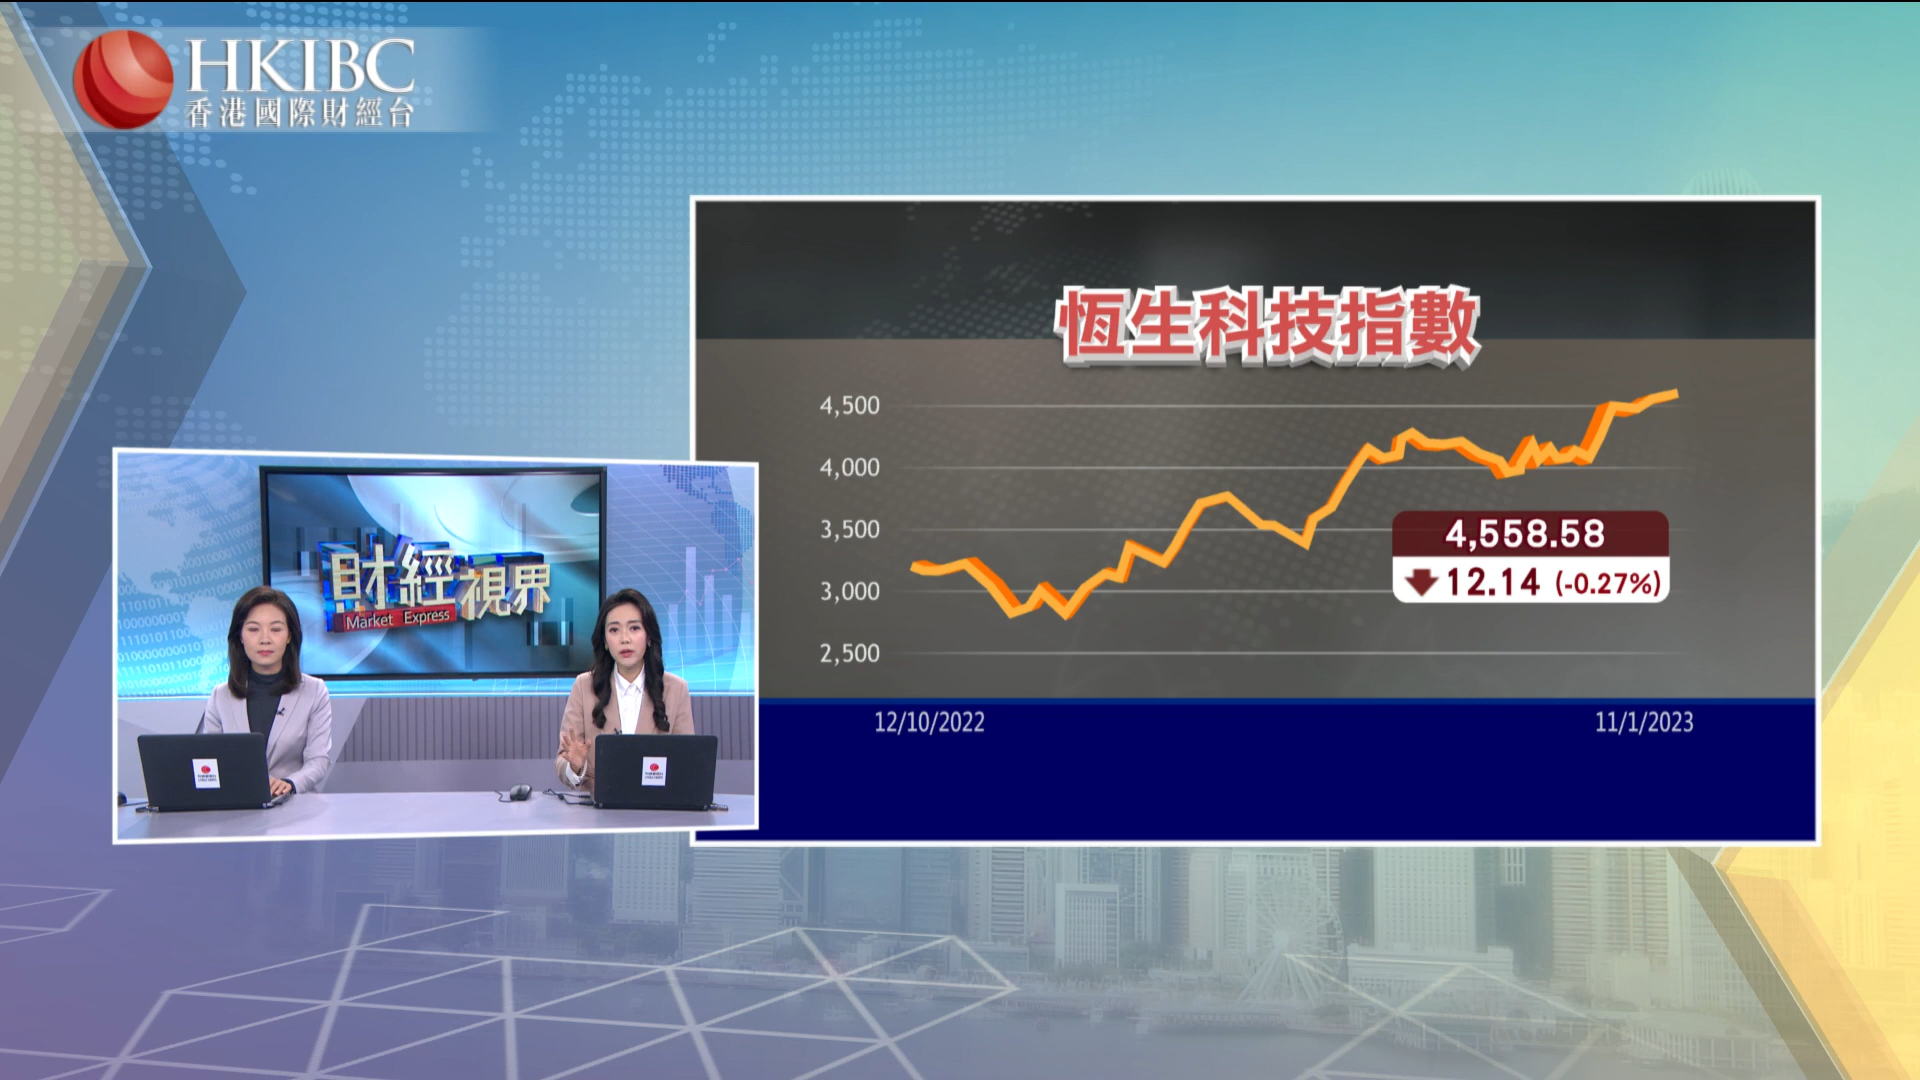 HKIBC
香港國際財經台
恆生科技指數
4,500
4,000
3,500
3,000
2,500
4,558.58
12.14 (-0.27%)
12/10/2022
11/1/2023
財經視界
Market Express